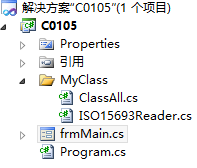 解决方案"C0105"(1 个项目)
C0105
Properties
引用
MyClass
ClassAll.cs
ISO15693Reader.cs
frmMain.cs
Program.cs